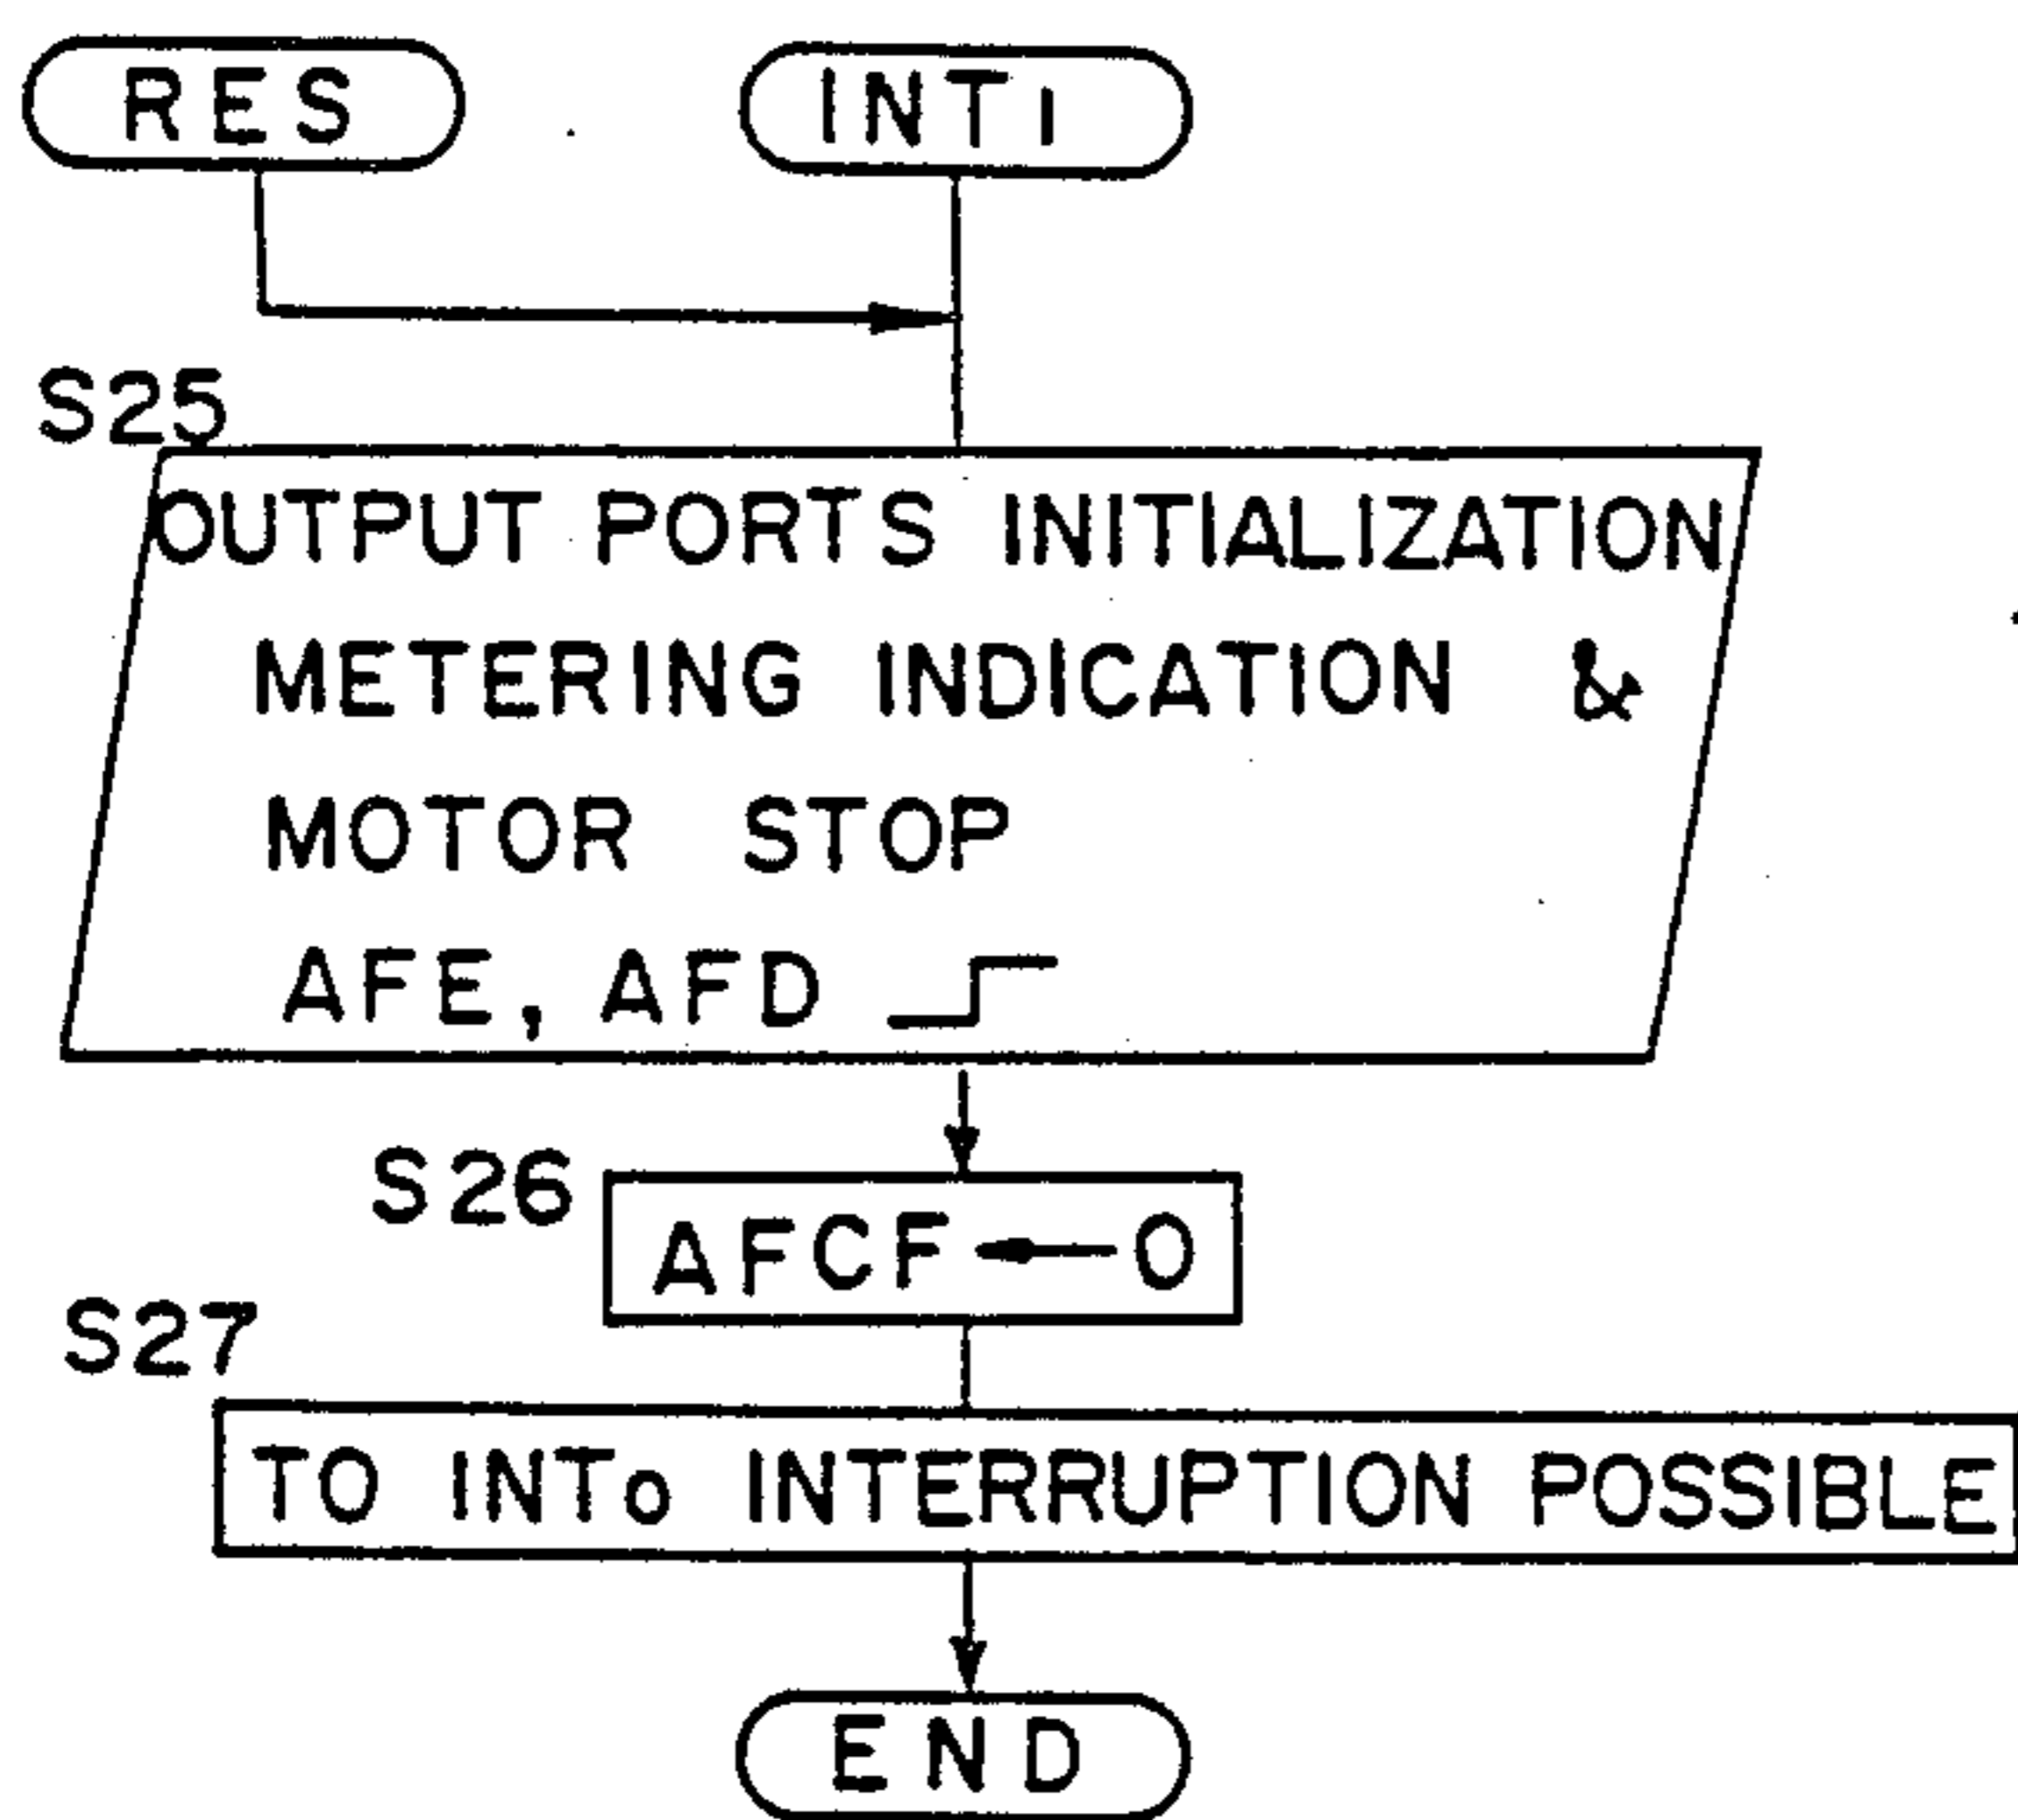 RES
INT1
S25
OUTPUT PORTS INITIALIZATION
METERING INDICATION &
MOTOR STOP
AFE, AFD
S26
AFCF←0
S27
TO INT0 INTERRUPTION POSSIBLE
END